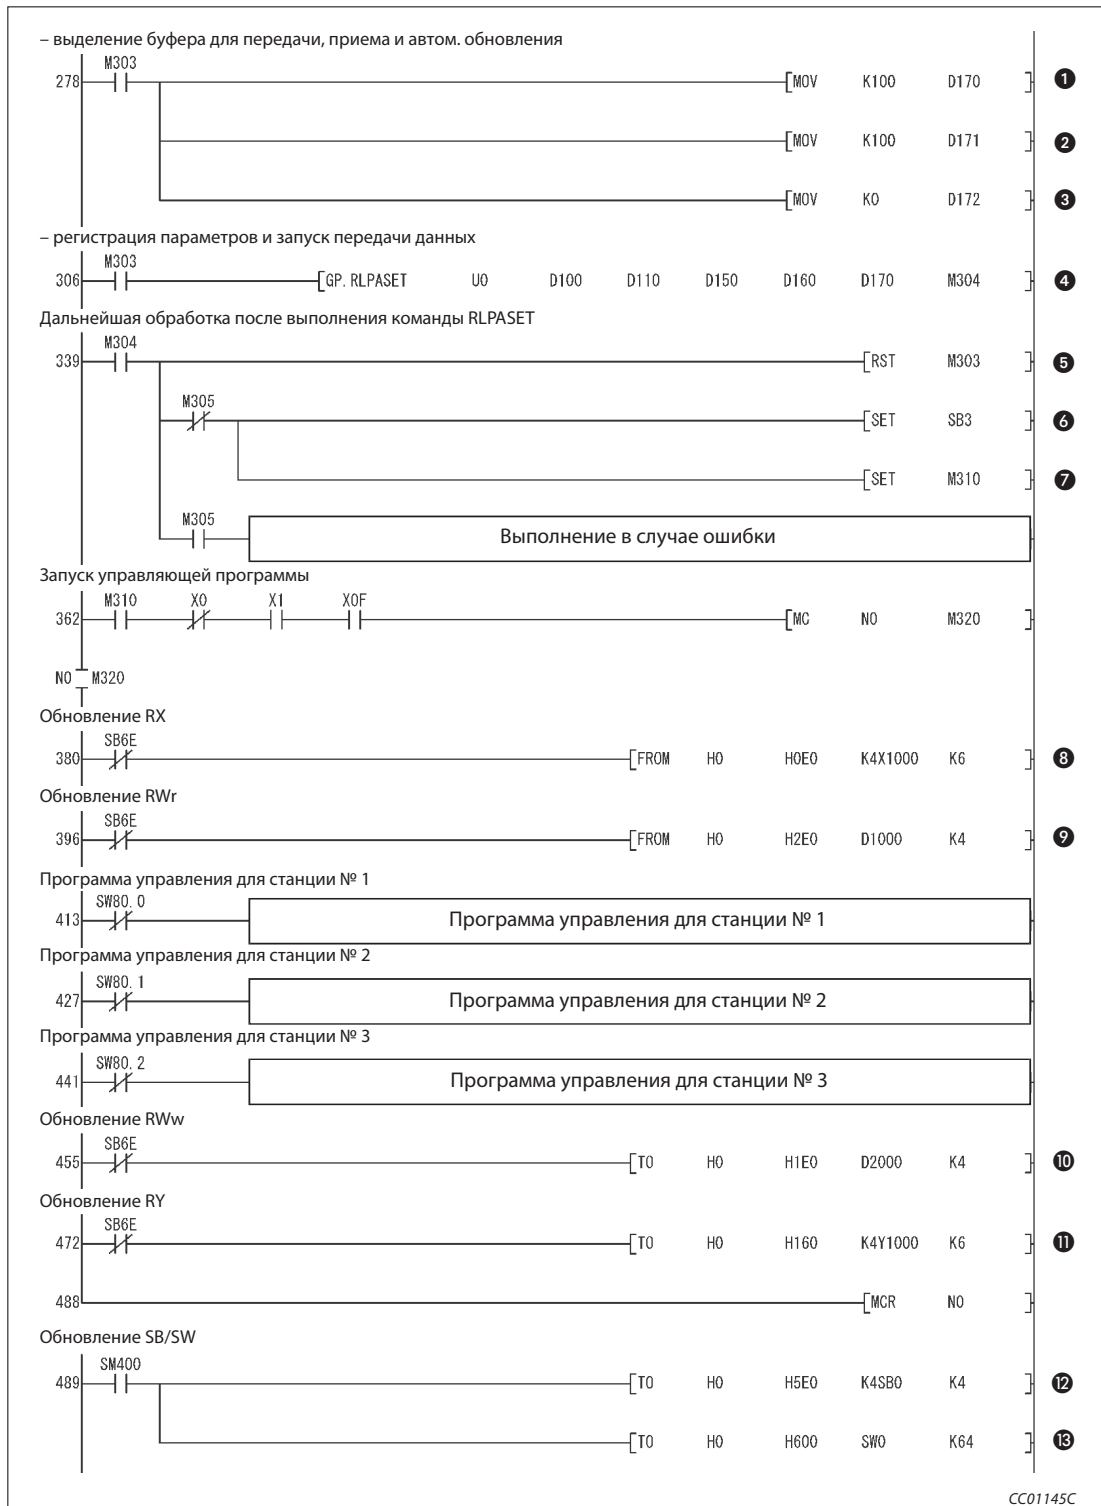 – выделение буфера для передачи, приема и автом. обновления
M303
278 [MOV K100 D170 ] 1
[MOV K100 D171 ] 2
[MOV K0 D172 ] 3
– регистрация параметров и запуск передачи данных
M303
306 [GP.RLPASET U0 D100 D110 D150 D160 D170 M304 ] 4
Дальнейшая обработка после выполнения команды RLPASET
M304
339 [RST M303 ] 5
M305
[SET SB3 ] 6
[SET M310 ] 7
M305
Выполнение в случае ошибки
Запуск управляющей программы
M310 X0 X1 X0F
362 [MC N0 M320 ]
N0 M320
Обновление RX
SB6E
380 [FROM H0 H0E0 K4X1000 K6 ] 8
Обновление RWr
SB6E
396 [FROM H0 H2E0 D1000 K4 ] 9
Программа управления для станции № 1
SW80.0
413 Программа управления для станции № 1
Программа управления для станции № 2
SW80.1
427 Программа управления для станции № 2
Программа управления для станции № 3
SW80.2
441 Программа управления для станции № 3
Обновление RWw
SB6E
455 [TO H0 H1E0 D2000 K4 ] 10
Обновление RY
SB6E
472 [TO H0 H160 K4Y1000 K6 ] 11
488 [MCR N0 ]
Обновление SB/SW
SM400
489 [TO H0 H5E0 K4SB0 K4 ] 12
[TO H0 H600 SW0 K64 ] 13
CC01145C